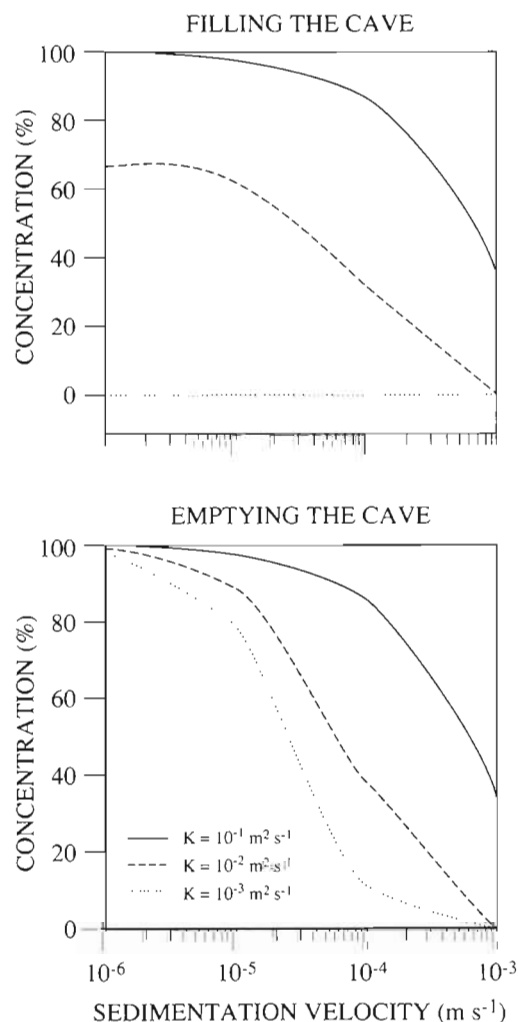 FILLING THE CAVE
CONCENTRATION (%)
100
80
60
40
20
0
EMPTYING THE CAVE
CONCENTRATION (%)
100
80
60
40
20
0
K = 10⁻¹ m² s⁻¹
K = 10⁻² m² s⁻¹
K = 10⁻³ m² s⁻¹
10⁻⁶ 10⁻⁵ 10⁻⁴ 10⁻³
SEDIMENTATION VELOCITY (m s⁻¹)